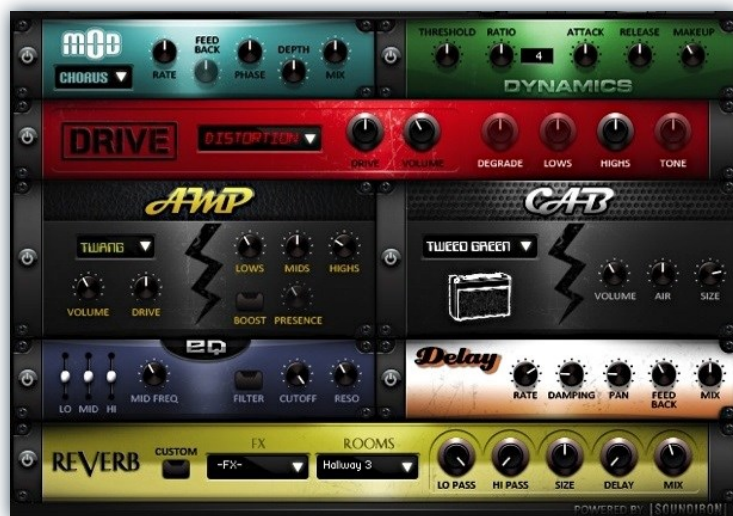 MOD
CHORUS
RATE
FEED
BACK
PHASE
DEPTH
MIX
THRESHOLD RATIO 4 ATTACK RELEASE MAKEUP
DYNAMICS
DRIVE
DISTORTION
DRIVE VOLUME DEGRADE LOWS HIGHS TONE
AMP
TWANG
LOWS MIDS HIGHS
VOLUME DRIVE BOOST PRESENCE
CAB
TWEED GREEN
VOLUME AIR SIZE
EQ
LO MID HI
MID FREQ FILTER CUTOFF RESO
Delay
RATE DAMPING PAN FEED
BACK
MIX
REVERB
CUSTOM
FX
-FX-
ROOMS
Hallway 3
LO PASS HI PASS SIZE DELAY MIX
POWERED BY SOUNDIRON